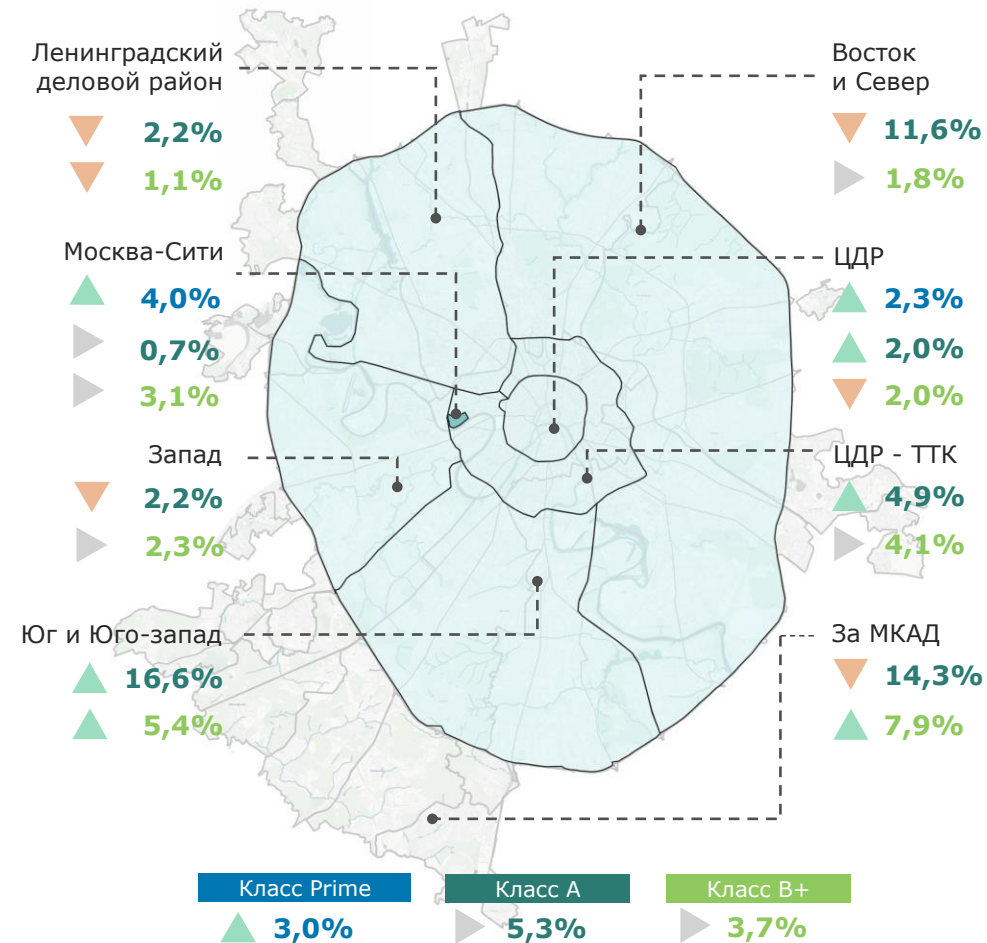 Ленинградский
деловой район
2,2%
1,1%
Москва-Сити
4,0%
0,7%
3,1%
Запад
2,2%
2,3%
Юг и Юго-запад
16,6%
5,4%
Восток
и Север
11,6%
1,8%
ЦДР
2,3%
2,0%
2,0%
ЦДР - ТТК
4,9%
4,1%
За МКАД
14,3%
7,9%
Класс Prime
3,0%
Класс А
5,3%
Класс B+
3,7%